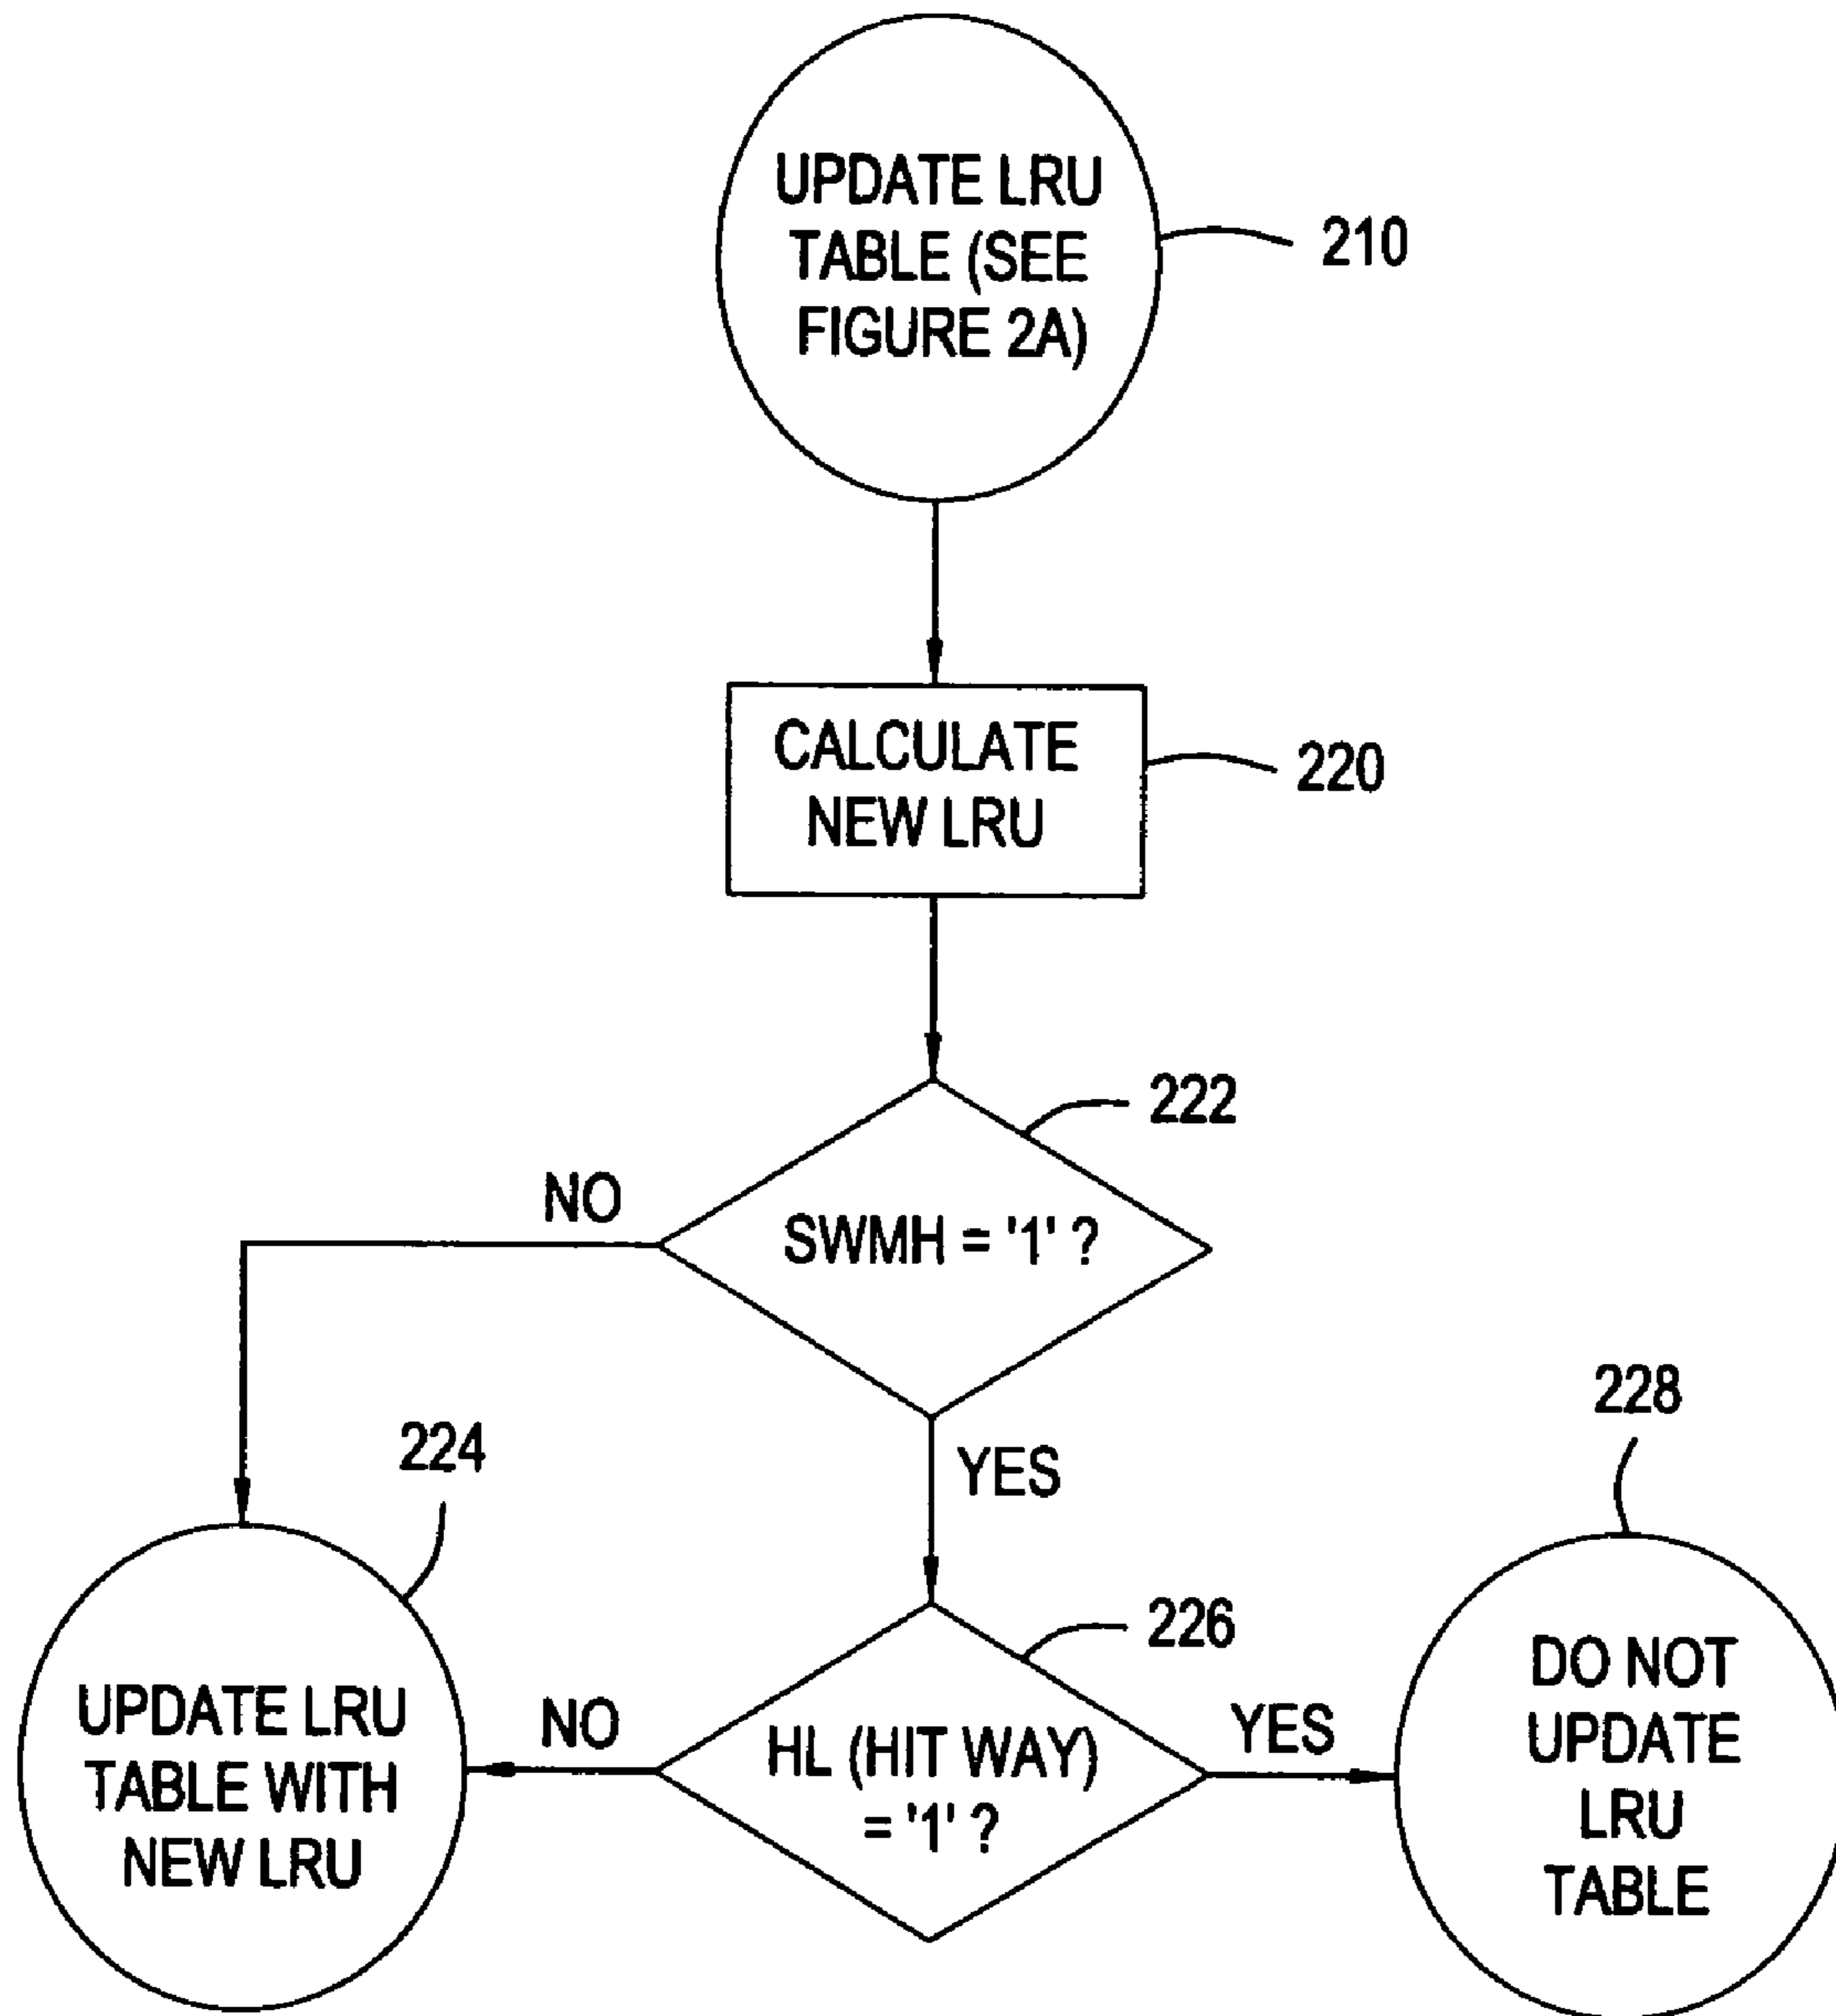 UPDATE LRU
TABLE (SEE
FIGURE 2A)
210
CALCULATE
NEW LRU
220
222
NO
SWMH = '1' ?
YES
224
228
226
UPDATE LRU
TABLE WITH
NEW LRU
NO
HL (HIT WAY)
= '1' ?
YES
DO NOT
UPDATE
LRU
TABLE